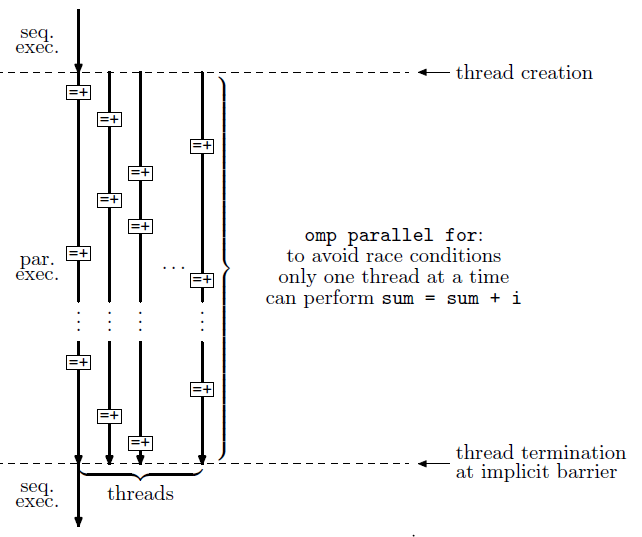 seq.
exec.
thread creation
=+
=+
=+
=+
=+
=+
omp parallel for:
to avoid race conditions
only one thread at a time
can perform sum = sum + i
par.
exec.
=+
...
=+
=+
=+
=+
=+
thread termination
at implicit barrier
threads
seq.
exec.